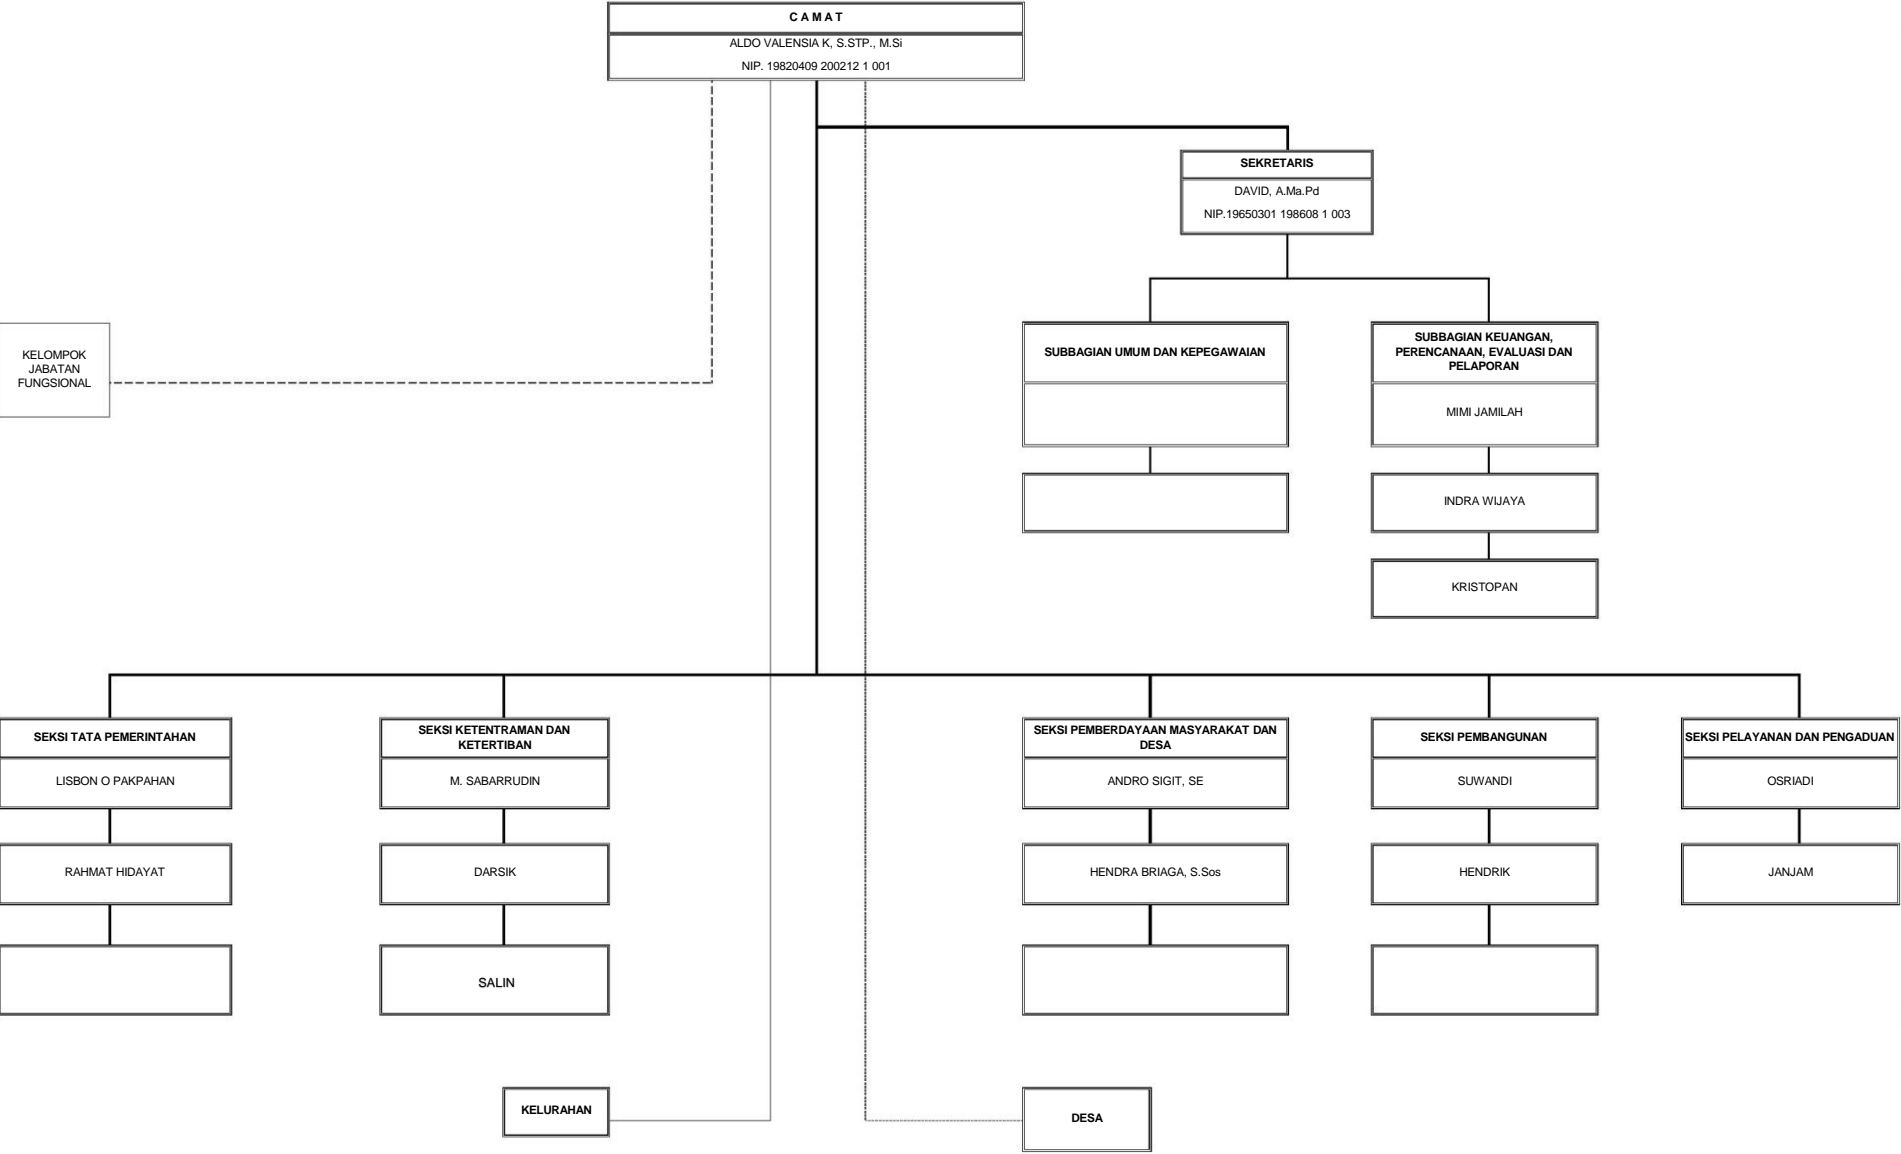 C A M A T
ALDO VALENSIA K, S.STP., M.Si
NIP. 19820409 200212 1 001
SEKRETARIS
DAVID, A.Ma.Pd
NIP.19650301 198608 1 003
KELOMPOK
JABATAN
FUNGSIONAL
SUBBAGIAN UMUM DAN KEPEGAWAIAN
SUBBAGIAN KEUANGAN,
PERENCANAAN, EVALUASI DAN
PELAPORAN
MIMI JAMILAH
INDRA WIJAYA
KRISTOPAN
SEKSI TATA PEMERINTAHAN
LISBON O PAKPAHAN
RAHMAT HIDAYAT
SEKSI KETENTRAMAN DAN
KETERTIBAN
M. SABARRUDIN
DARSIK
SALIN
SEKSI PEMBERDAYAAN MASYARAKAT DAN
DESA
ANDRO SIGIT, SE
HENDRA BRIAGA, S.Sos
SEKSI PEMBANGUNAN
SUWANDI
HENDRIK
SEKSI PELAYANAN DAN PENGADUAN
OSRIADI
JANJAM
KELURAHAN
DESA